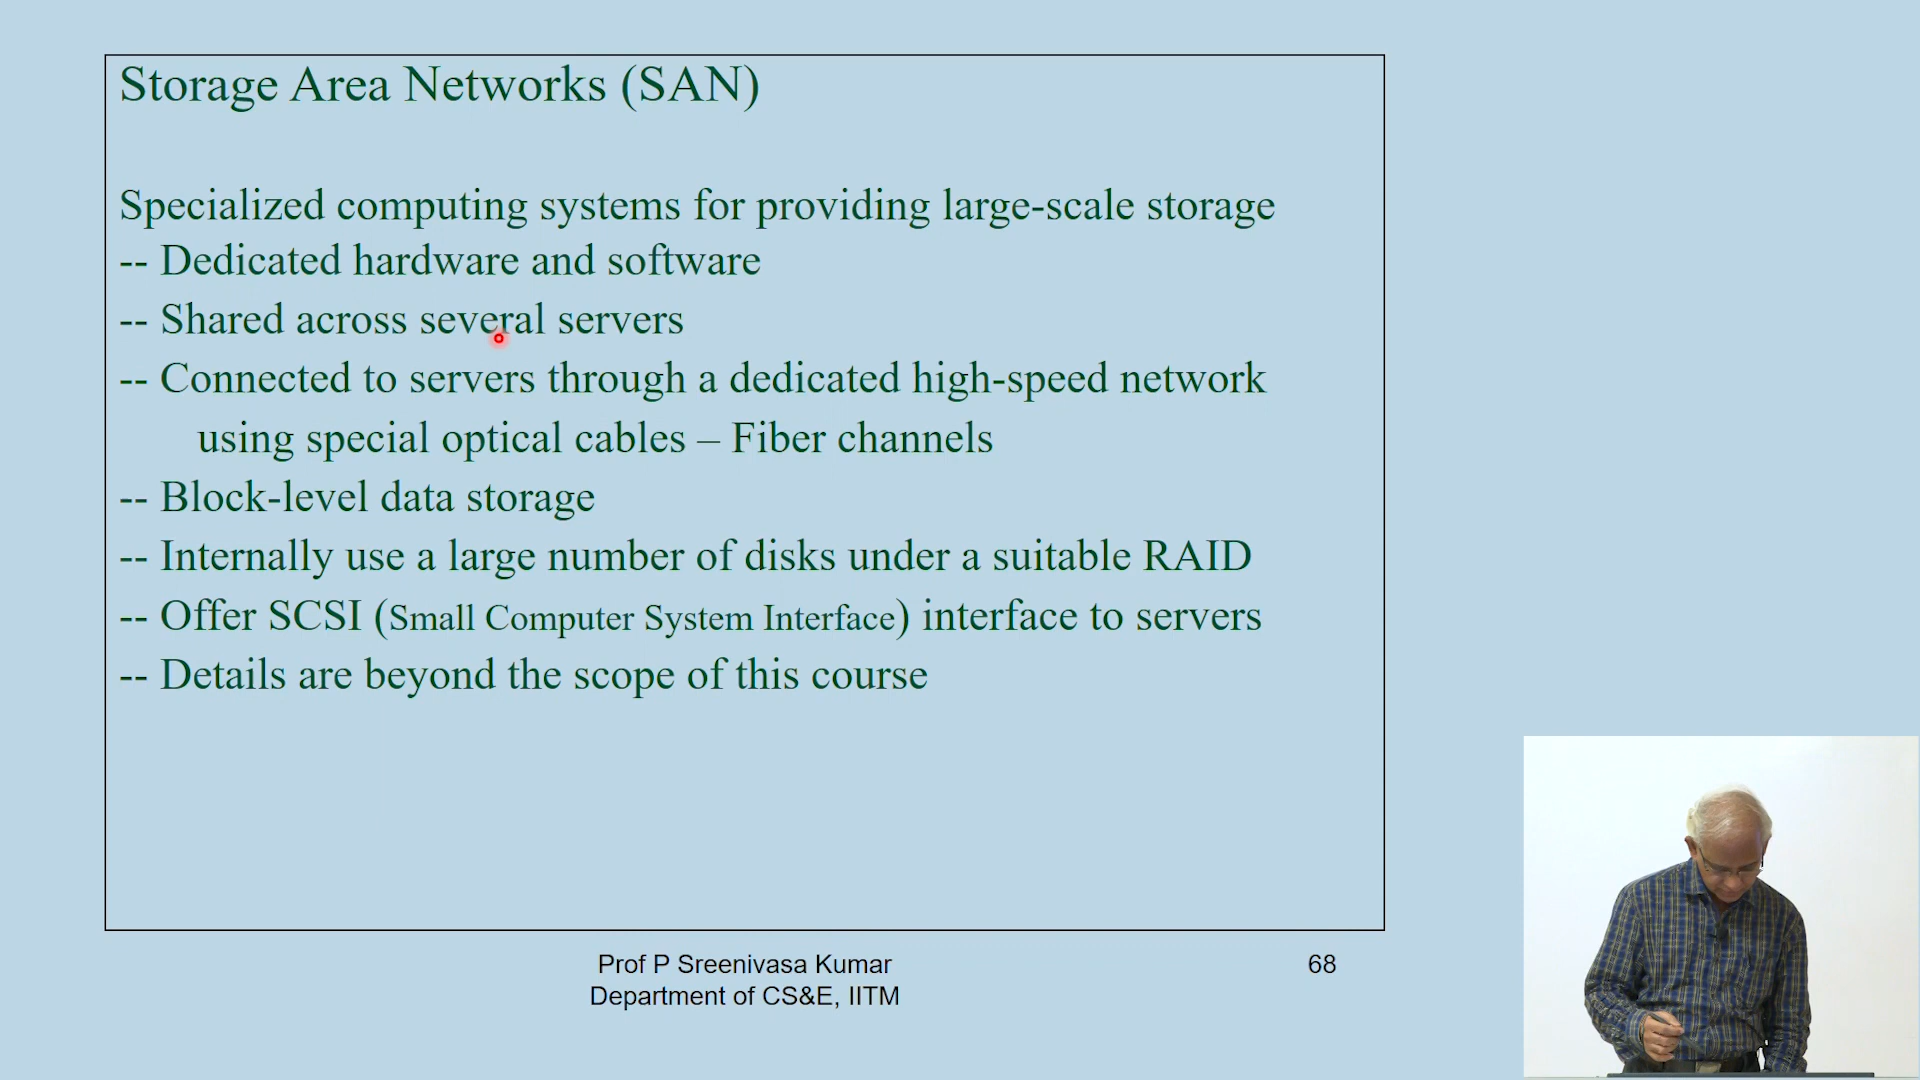 Storage Area Networks (SAN)
Specialized computing systems for providing large-scale storage
-- Dedicated hardware and software
-- Shared across several servers
-- Connected to servers through a dedicated high-speed network
using special optical cables – Fiber channels
-- Block-level data storage
-- Internally use a large number of disks under a suitable RAID
-- Offer SCSI (Small Computer System Interface) interface to servers
-- Details are beyond the scope of this course
Prof P Sreenivasa Kumar
Department of CS&E, IITM
68